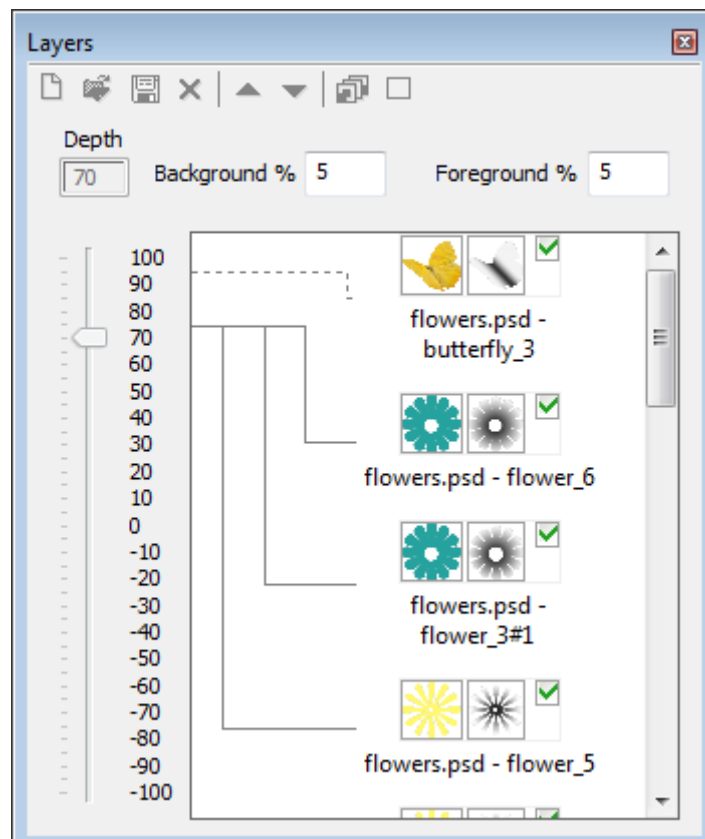 Layers
Depth
70
Background % 5
Foreground % 5
100
90
80
70
60
50
40
30
20
10
0
-10
-20
-30
-40
-50
-60
-70
-80
-90
-100
flowers.psd -
butterfly_3
flowers.psd - flower_6
flowers.psd -
flower_3#1
flowers.psd - flower_5